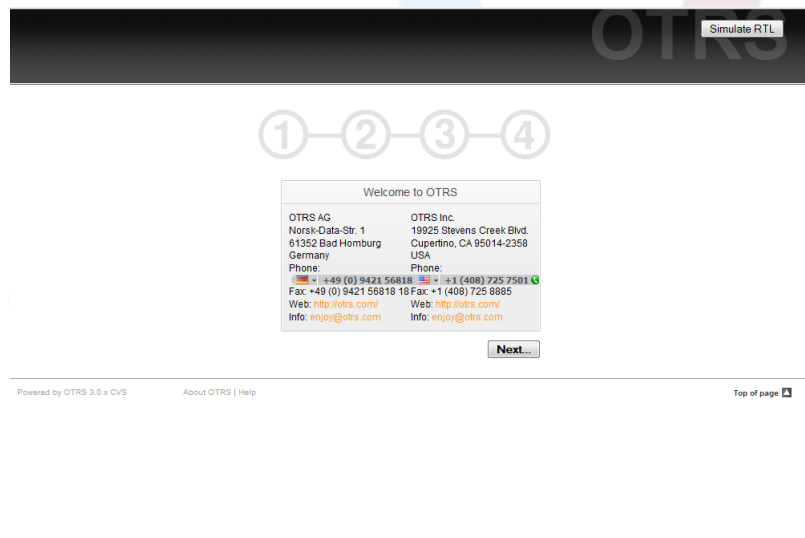 OTRS
Simulate RTL
1 2 3 4
Welcome to OTRS
OTRS AG
Norsk-Data-Str. 1
61352 Bad Homburg
Germany
Phone:
+49 (0) 9421 56818
Fax: +49 (0) 9421 56818 18
Web: http://otrs.com/
Info: enjoy@otrs.com
OTRS Inc.
19925 Stevens Creek Blvd.
Cupertino, CA 95014-2358
USA
Phone:
+1 (408) 725 7501
Fax: +1 (408) 725 8885
Web: http://otrs.com/
Info: enjoy@otrs.com
Next...
Powered by OTRS 3.0.x CVS
About OTRS | Help
Top of page